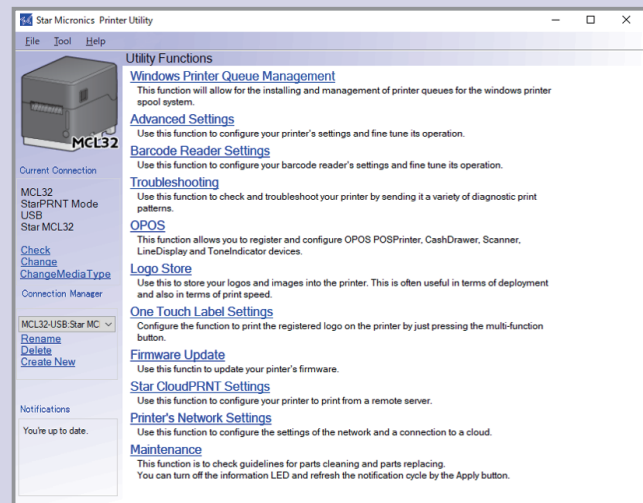 Star Micronics Printer Utility
File Tool Help
MCL32
Current Connection
MCL32
StarPRNT Mode
USB
Star MCL32
Check
Change
ChangeMediaType
Connection Manager
MCL32-USB:Star MC
Rename
Delete
Create New
Notifications
You're up to date.
Utility Functions
Windows Printer Queue Management
This function will allow for the installing and management of printer queues for the windows printer
spool system.
Advanced Settings
Use this function to configure your printer's settings and fine tune its operation.
Barcode Reader Settings
Use this function to configure your barcode reader's settings and fine tune its operation.
Troubleshooting
Use this function to check and troubleshoot your printer by sending it a variety of diagnostic print
patterns.
OPOS
This function allows you to register and configure OPOS POSPrinter, CashDrawer, Scanner,
LineDisplay and ToneIndicator devices.
Logo Store
Use this to store your logos and images into the printer. This is often useful in terms of deployment
and also in terms of print speed.
One Touch Label Settings
Configure the function to print the registered logo on the printer by just pressing the multi-function
button.
Firmware Update
Use this functin to update your pinter's firmware.
Star CloudPRNT Settings
Use this function to configure your printer to print from a remote server.
Printer's Network Settings
Use this function to configure the settings of the network and a connection to a cloud.
Maintenance
This function is to check guidelines for parts cleaning and parts replacing.
You can turn off the information LED and refresh the notification cycle by the Apply button.